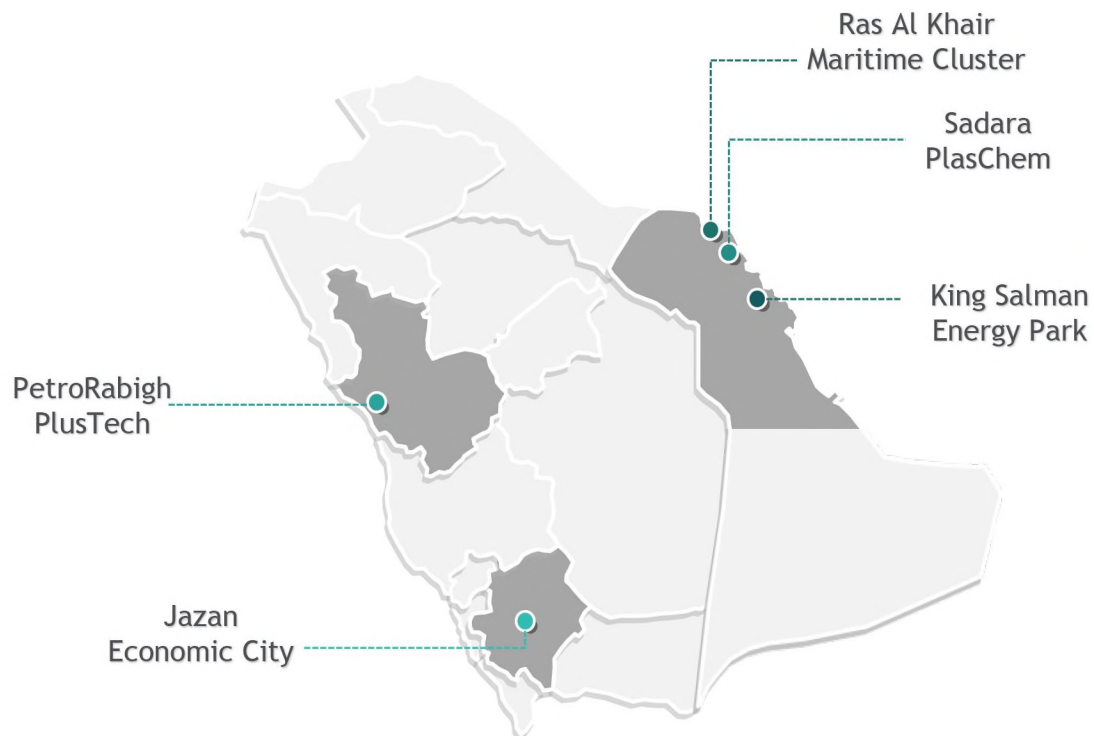 Ras Al Khair
Maritime Cluster
Sadara
PlasChem
King Salman
Energy Park
PetroRabigh
PlusTech
Jazan
Economic City